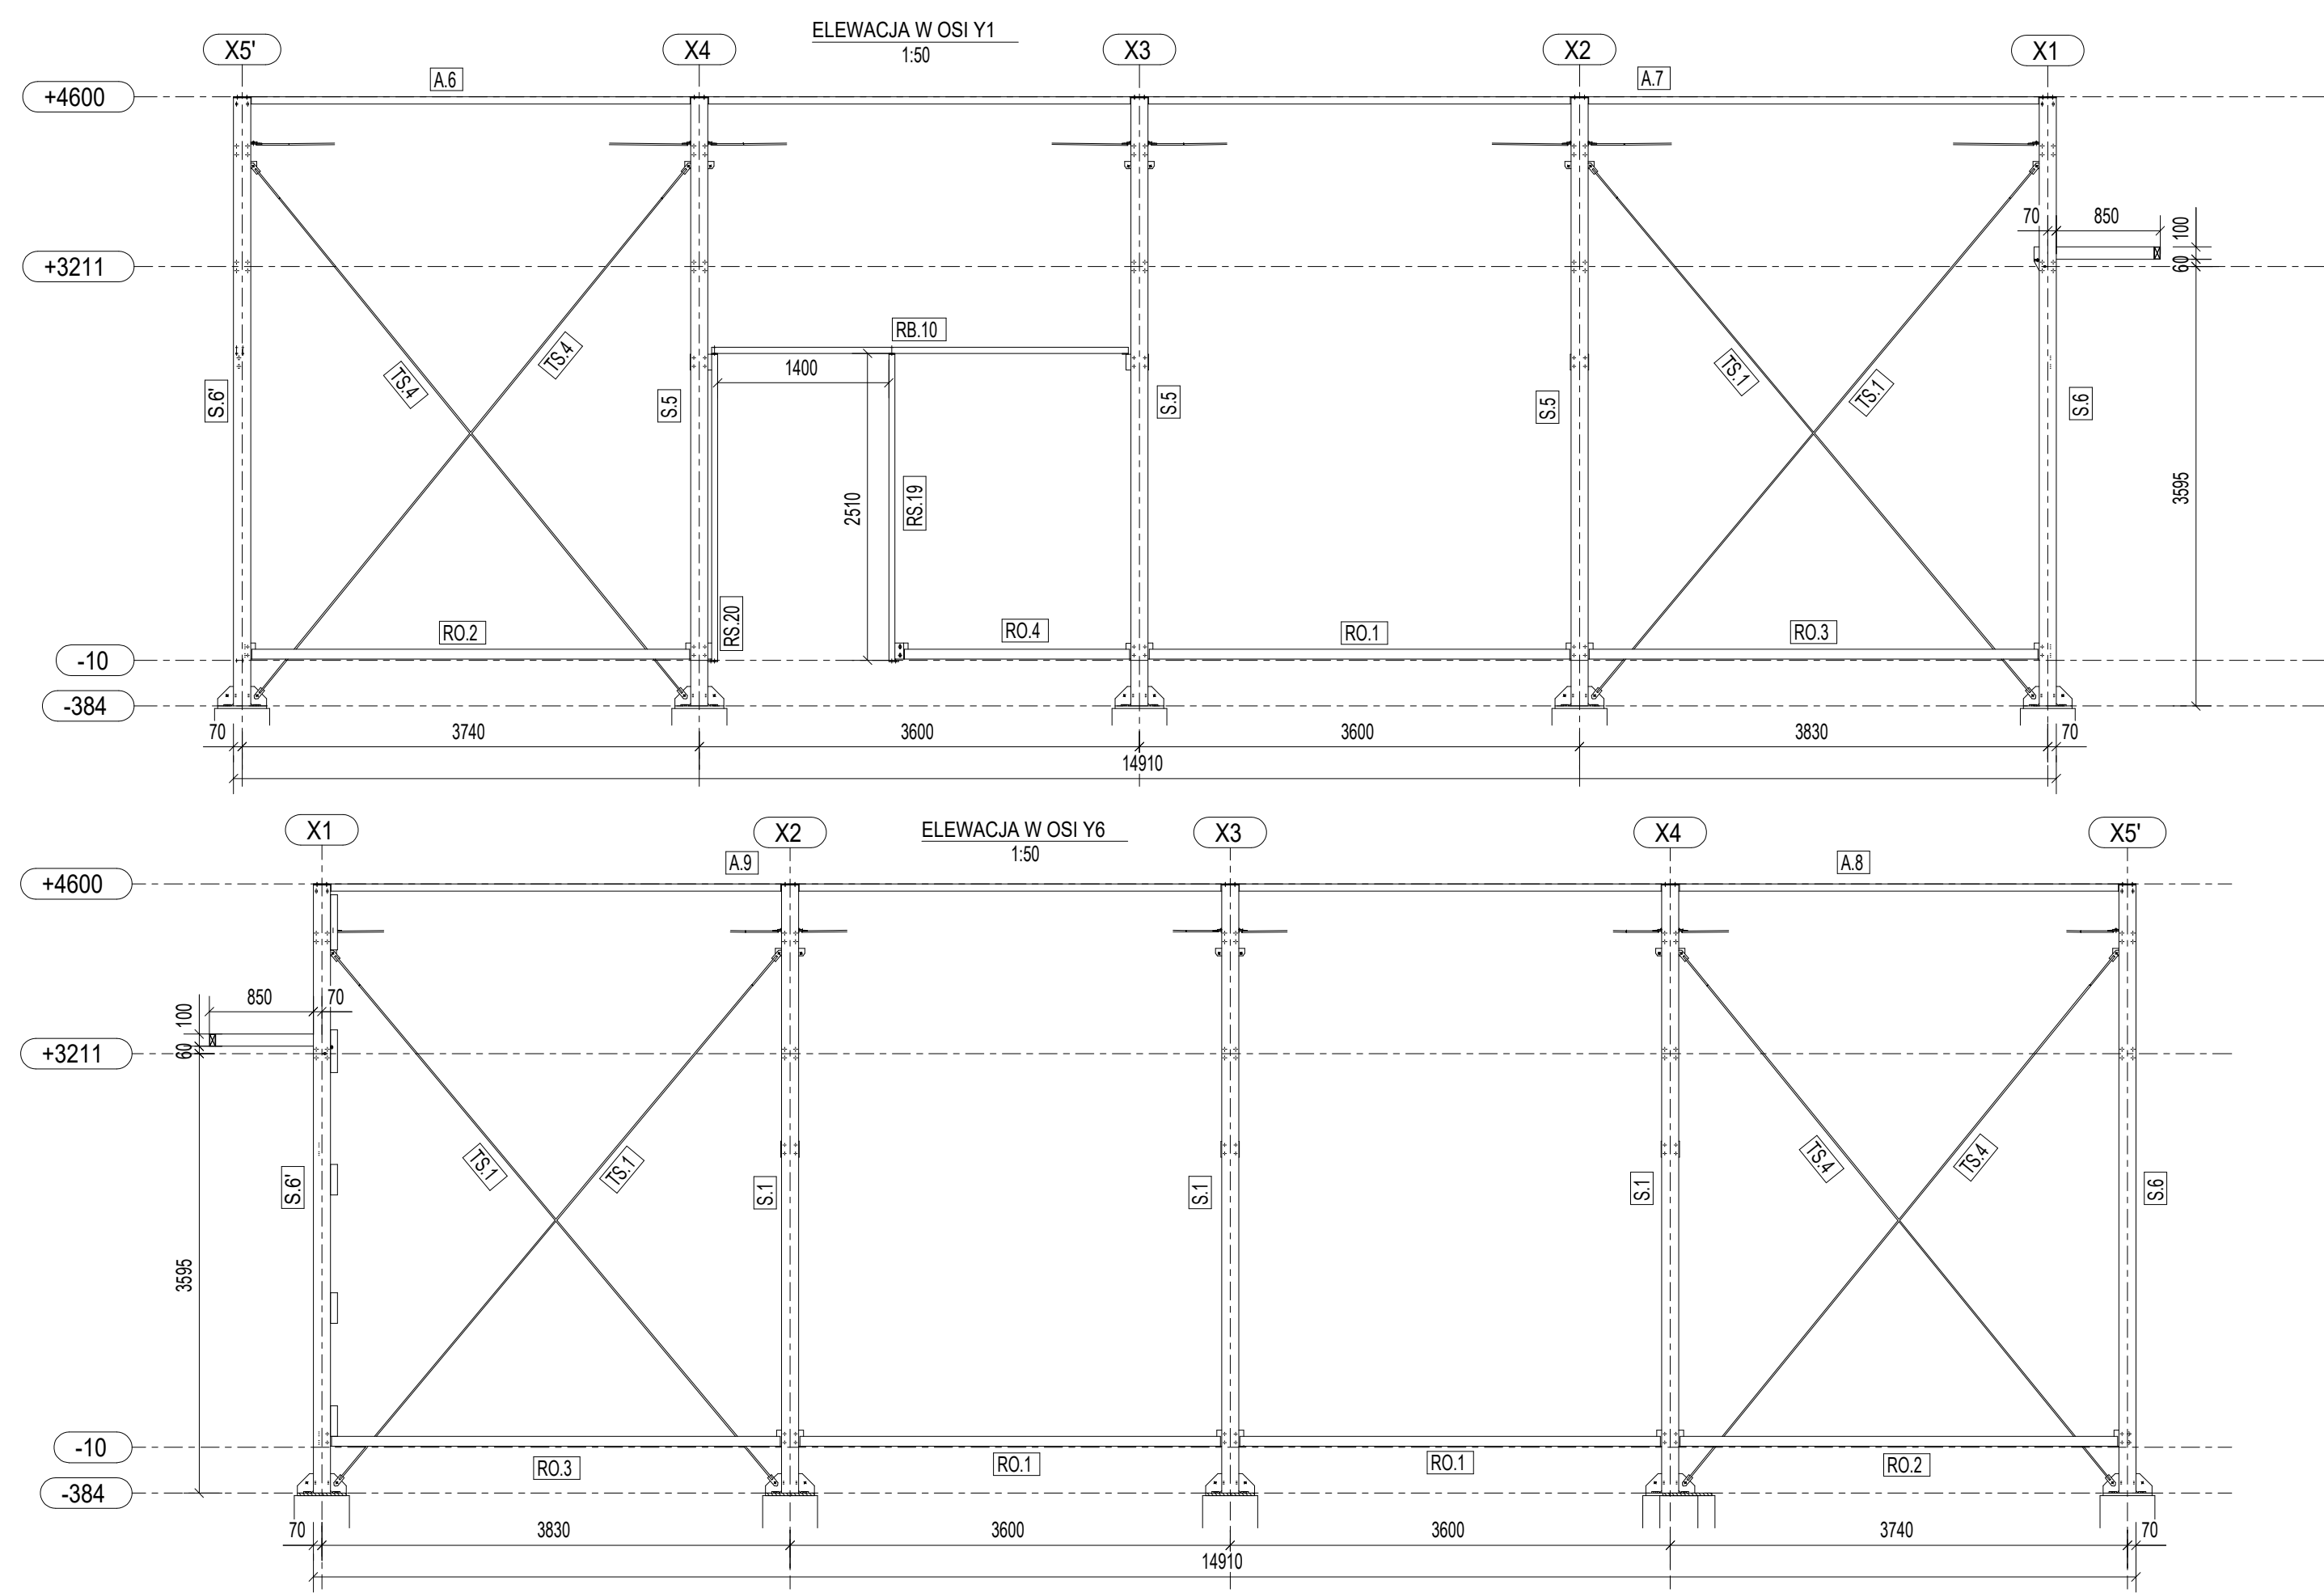 ELEWACJA W OSI Y1
1:50
X5' X4 X3 X2 X1
A.6 A.7
+4600
70 850
100
60
+3211
RB.10
1400
TS.4 TS.4 TS.1 TS.1
S.6' S.5 S.5 S.5 S.6
2510
RS.19
3595
RS.20
RO.2 RO.4 RO.1 RO.3
-10
-384
70 3740 3600 3600 3830 70
14910
ELEWACJA W OSI Y6
1:50
X1 X2 X3 X4 X5'
A.9 A.8
+4600
850 70
100
60
+3211
TS.1 TS.1 TS.4 TS.4
S.6' S.1 S.1 S.1 S.6
3595
-10
RO.3 RO.1 RO.1 RO.2
-384
70 3830 3600 3600 3740 70
14910